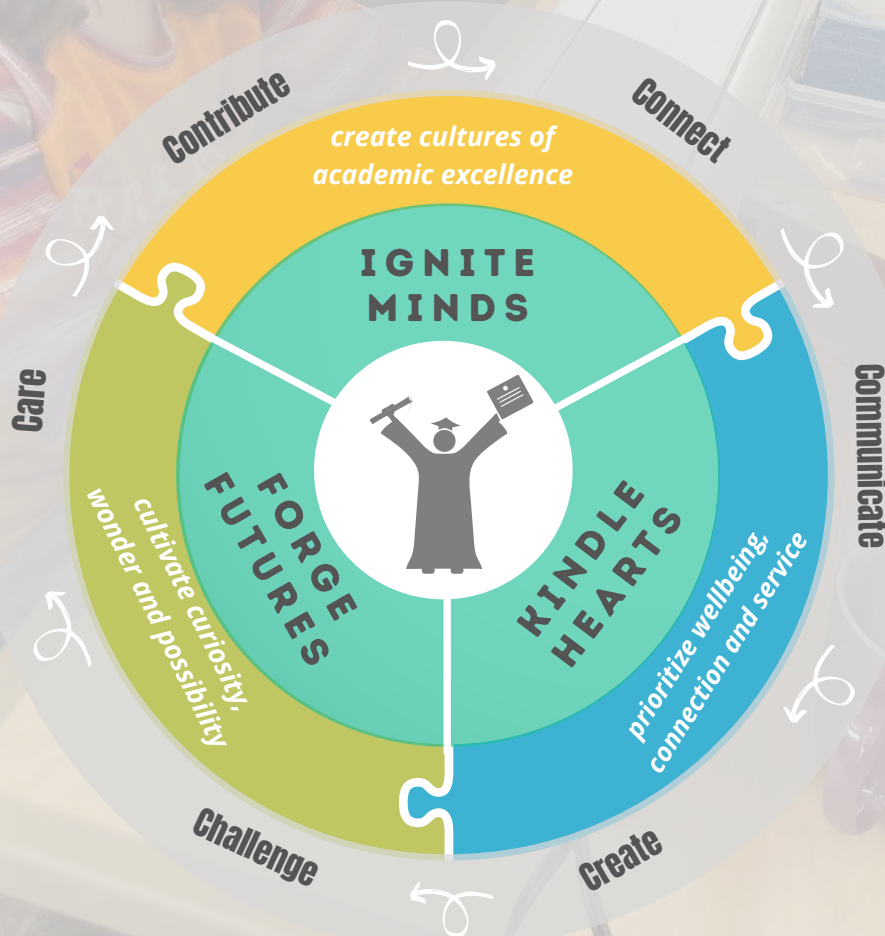 Contribute
Connect
create cultures of
academic excellence
IGNITE
MINDS
Care
Communicate
FORGE
FUTURES
cultivate curiosity,
wonder and possibility
KINDLE
HEARTS
prioritize wellbeing,
connection and service
Challenge
Create